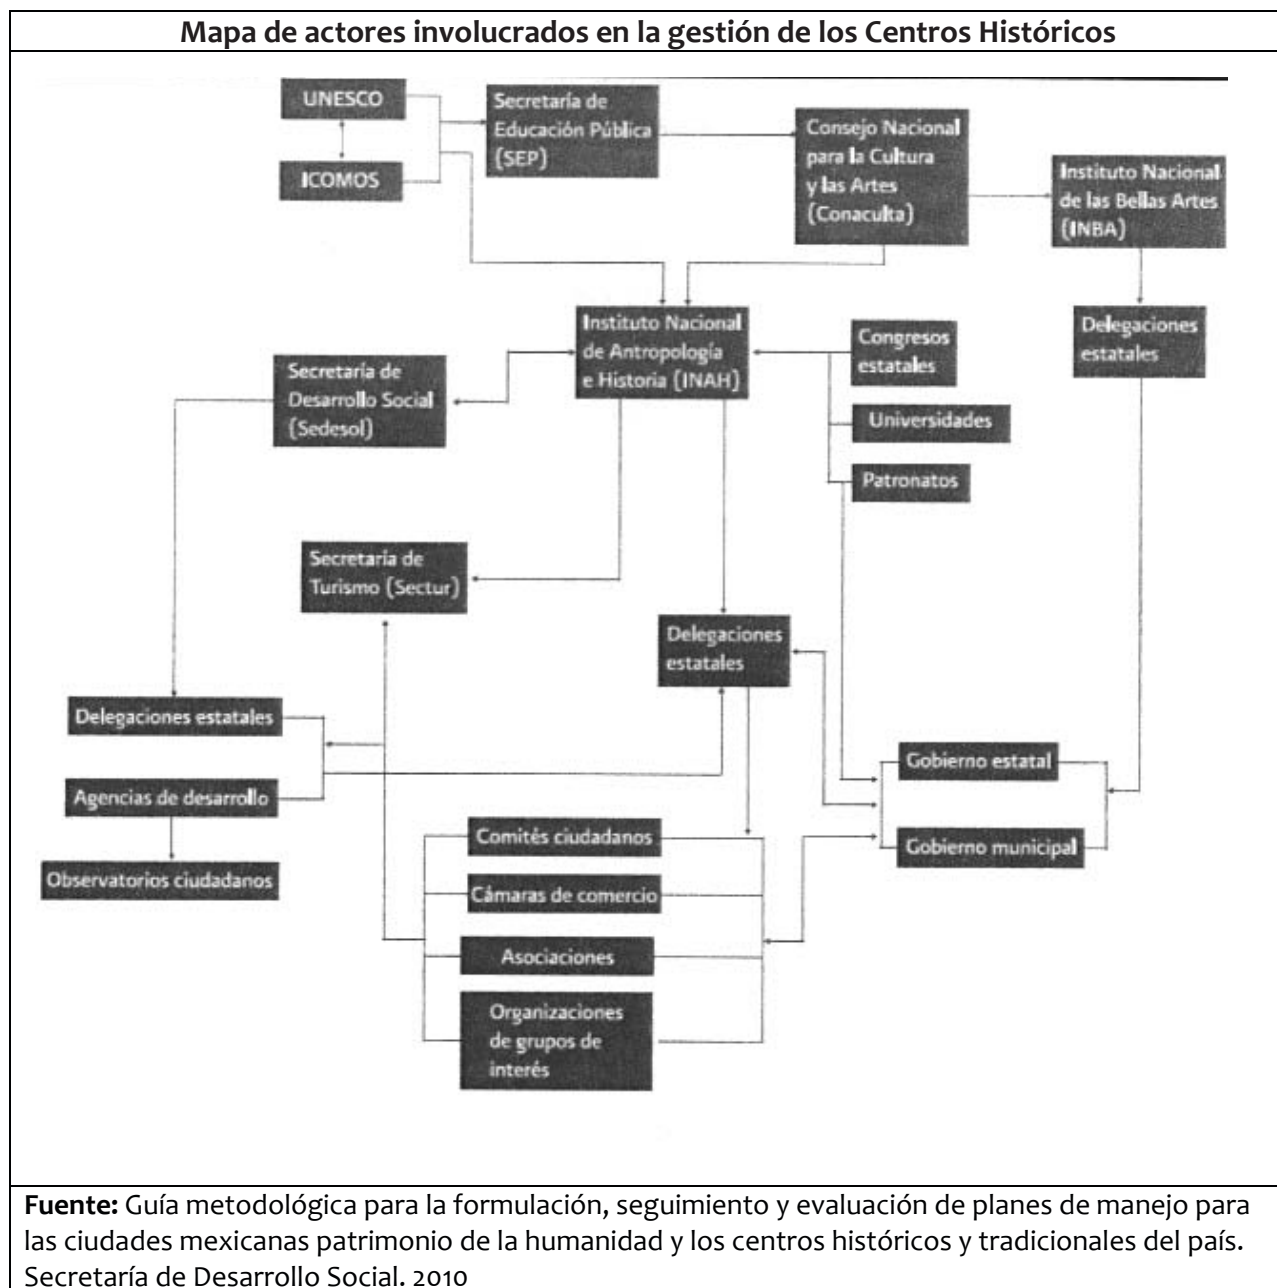 Mapa de actores involucrados en la gestión de los Centros Históricos
UNESCO
ICOMOS
Secretaría de
Educación Pública
(SEP)
Consejo Nacional
para la Cultura
y las Artes
(Conaculta)
Instituto Nacional
de las Bellas Artes
(INBA)
Instituto Nacional
de Antropología
e Historia (INAH)
Congresos
estatales
Universidades
Patronatos
Delegaciones
estatales
Secretaría de
Desarrollo Social
(Sedesol)
Secretaría de
Turismo (Sectur)
Delegaciones
estatales
Delegaciones estatales
Agencias de desarrollo
Observatorios ciudadanos
Gobierno estatal
Gobierno municipal
Comités ciudadanos
Cámaras de comercio
Asociaciones
Organizaciones
de grupos de
interés
Fuente: Guía metodológica para la formulación, seguimiento y evaluación de planes de manejo para
las ciudades mexicanas patrimonio de la humanidad y los centros históricos y tradicionales del país.
Secretaría de Desarrollo Social. 2010